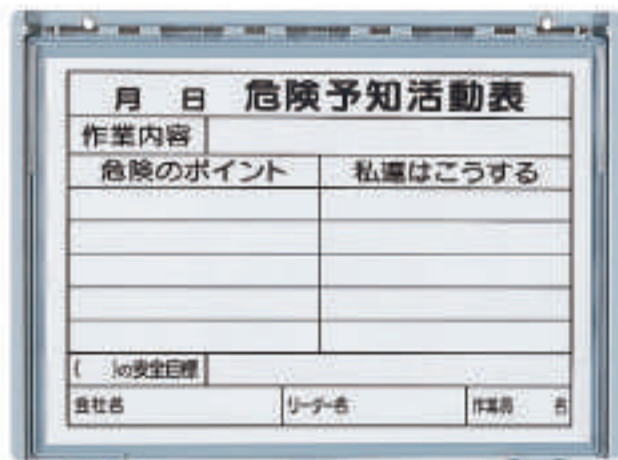 月 日 危険予知活動表
作業内容
危険のポイント 私達はこうする
( )の安全目標
会社名 リーダー名 作業員 名